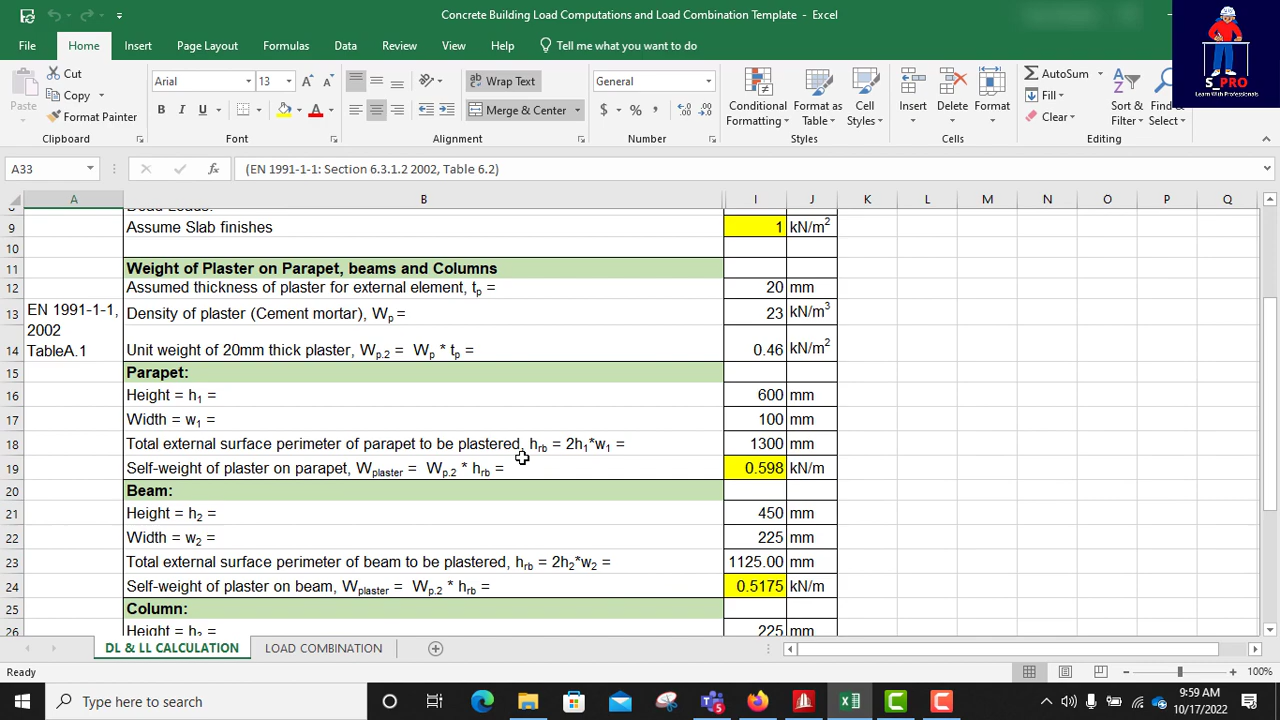 Concrete Building Load Computations and Load Combination Template - Excel
File Home Insert Page Layout Formulas Data Review View Help Tell me what you want to do
S_PRO
Learn With Professionals
Paste Cut Copy Format Painter
Clipboard
Arial 13 A A
B I U A
Font
Wrap Text
Merge & Center
Alignment
General
$ % ,
Number
Conditional Formatting Format as Table Cell Styles
Styles
Insert Delete Format
Cells
AutoSum Fill Clear Sort & Filter Find & Select
Editing
A33 fx (EN 1991-1-1: Section 6.3.1.2 2002, Table 6.2)
A B I J K L M N O P Q
Dead Loads:
9 Assume Slab finishes 1 kN/m²
10
11 Weight of Plaster on Parapet, beams and Columns
12 Assumed thickness of plaster for external element, tp = 20 mm
EN 1991-1-1, 2002 TableA.1
13 Density of plaster (Cement mortar), Wp = 23 kN/m³
14 Unit weight of 20mm thick plaster, Wp.2 = Wp * tp = 0.46 kN/m²
15 Parapet:
16 Height = h1 = 600 mm
17 Width = w1 = 100 mm
18 Total external surface perimeter of parapet to be plastered, hrb = 2h1*w1 = 1300 mm
19 Self-weight of plaster on parapet, Wplaster = Wp.2 * hrb = 0.598 kN/m
20 Beam:
21 Height = h2 = 450 mm
22 Width = w2 = 225 mm
23 Total external surface perimeter of beam to be plastered, hrb = 2h2*w2 = 1125.00 mm
24 Self-weight of plaster on beam, Wplaster = Wp.2 * hrb = 0.5175 kN/m
25 Column:
26 Height = h3 = 225 mm
DL & LL CALCULATION LOAD COMBINATION
Ready 100%
Type here to search
9:59 AM
10/17/2022